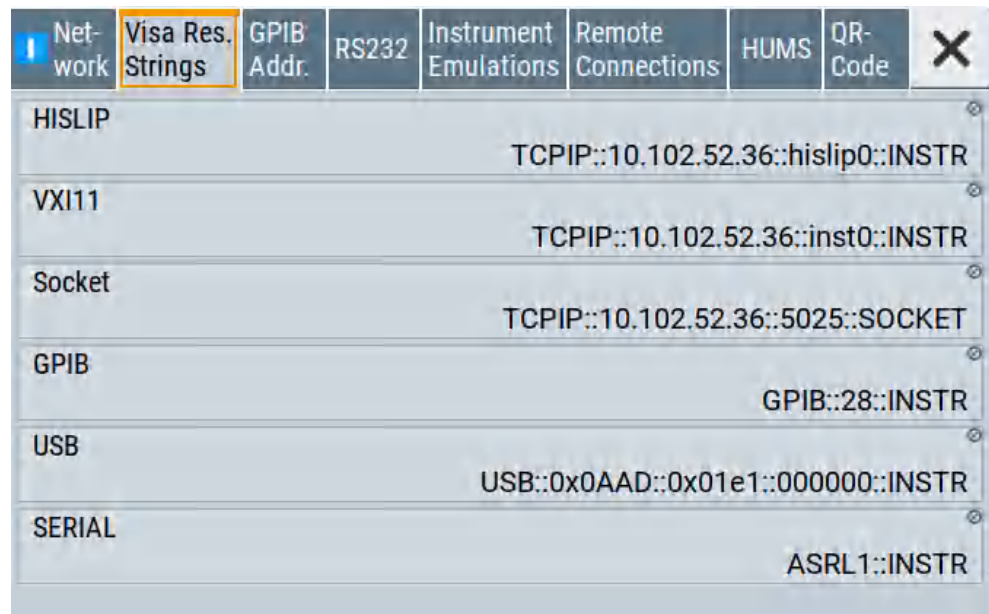 Net-work
Visa Res. Strings
GPIB Addr.
RS232
Instrument Emulations
Remote Connections
HUMS
QR-Code
HISLIP
TCPIP::10.102.52.36::hislip0::INSTR
VXI11
TCPIP::10.102.52.36::inst0::INSTR
Socket
TCPIP::10.102.52.36::5025::SOCKET
GPIB
GPIB::28::INSTR
USB
USB::0x0AAD::0x01e1::000000::INSTR
SERIAL
ASRL1::INSTR